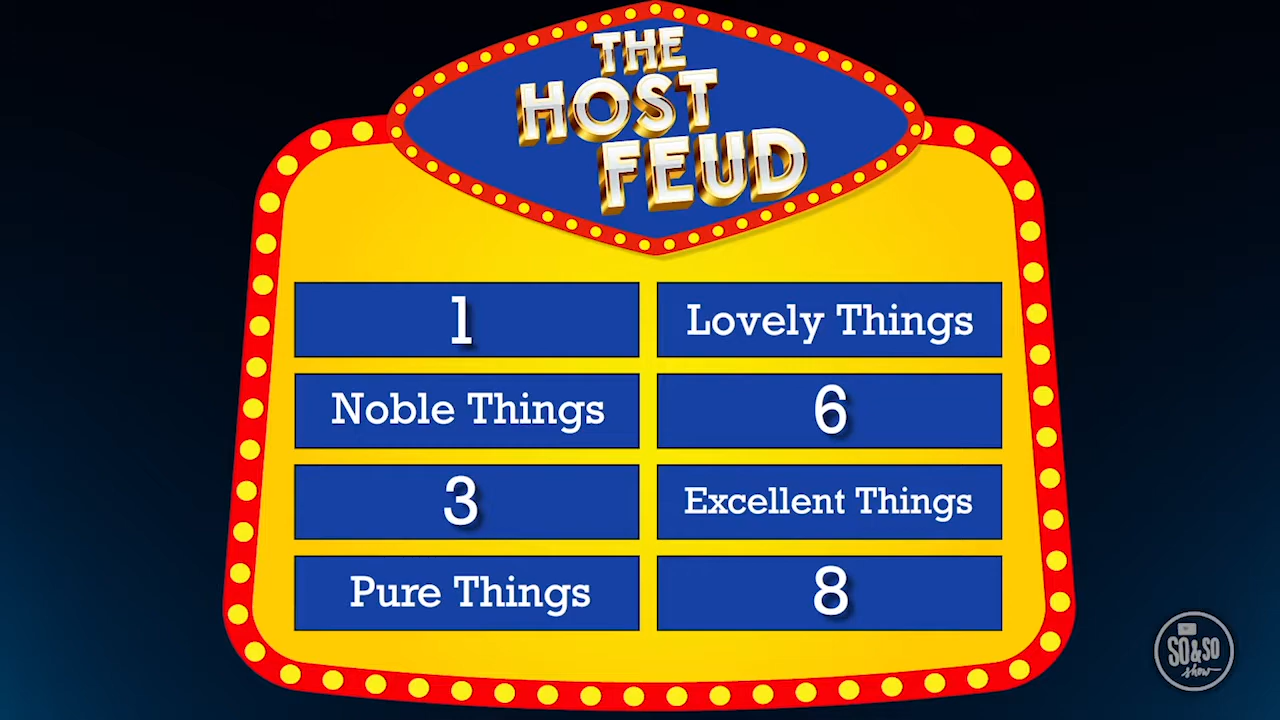 THE
HOST
FEUD
1
Lovely Things
Noble Things
6
3
Excellent Things
Pure Things
8
SO & SO
show